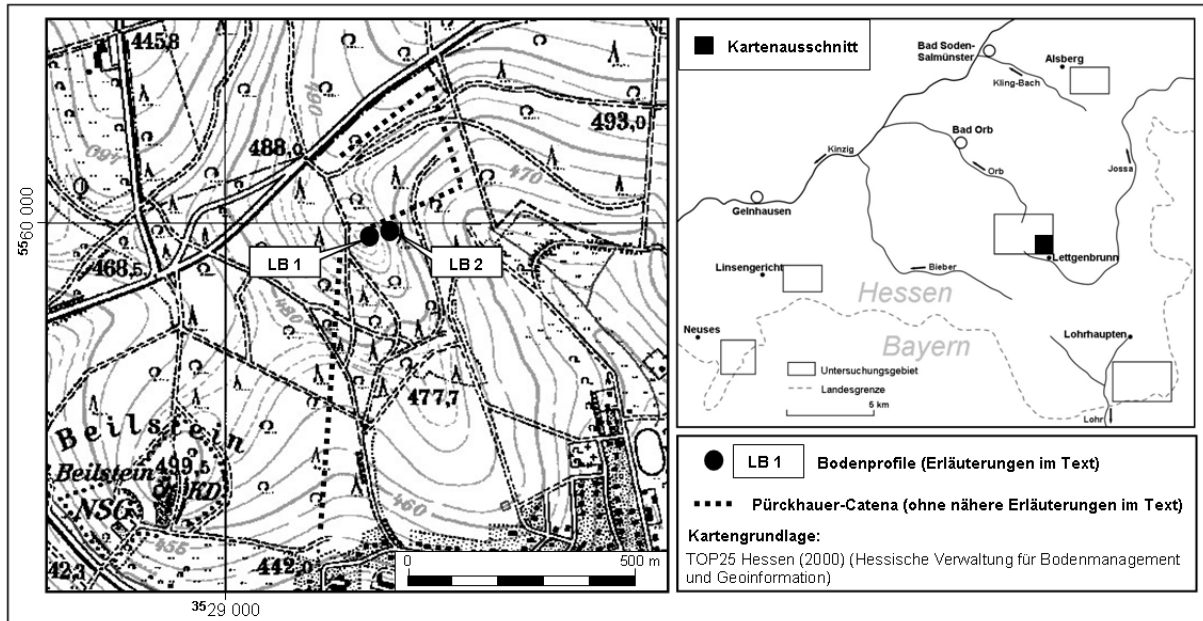 445,8
490
460
488,0
493,0
470
5560 000
LB 1
LB 2
468,5
480
477,7
Beilstein
Beilstein
499,5
KD
NSG
460
455
442,0
0
500 m
3529 000
Kartenausschnitt
Bad Soden-
Salmünster
Alsberg
Kling-Bach
Bad Orb
Kinzig
Orb
Jossa
Gelnhausen
Lettgenbrunn
Linsengericht
Bieber
Hessen
Neuses
Bayern
Lohrhaupten
Untersuchungsgebiet
Landesgrenze
5 km
Lohr
LB 1 Bodenprofile (Erläuterungen im Text)
Pürckhauer-Catena (ohne nähere Erläuterungen im Text)
Kartengrundlage:
TOP25 Hessen (2000) (Hessische Verwaltung für Bodenmanagement
und Geoinformation)